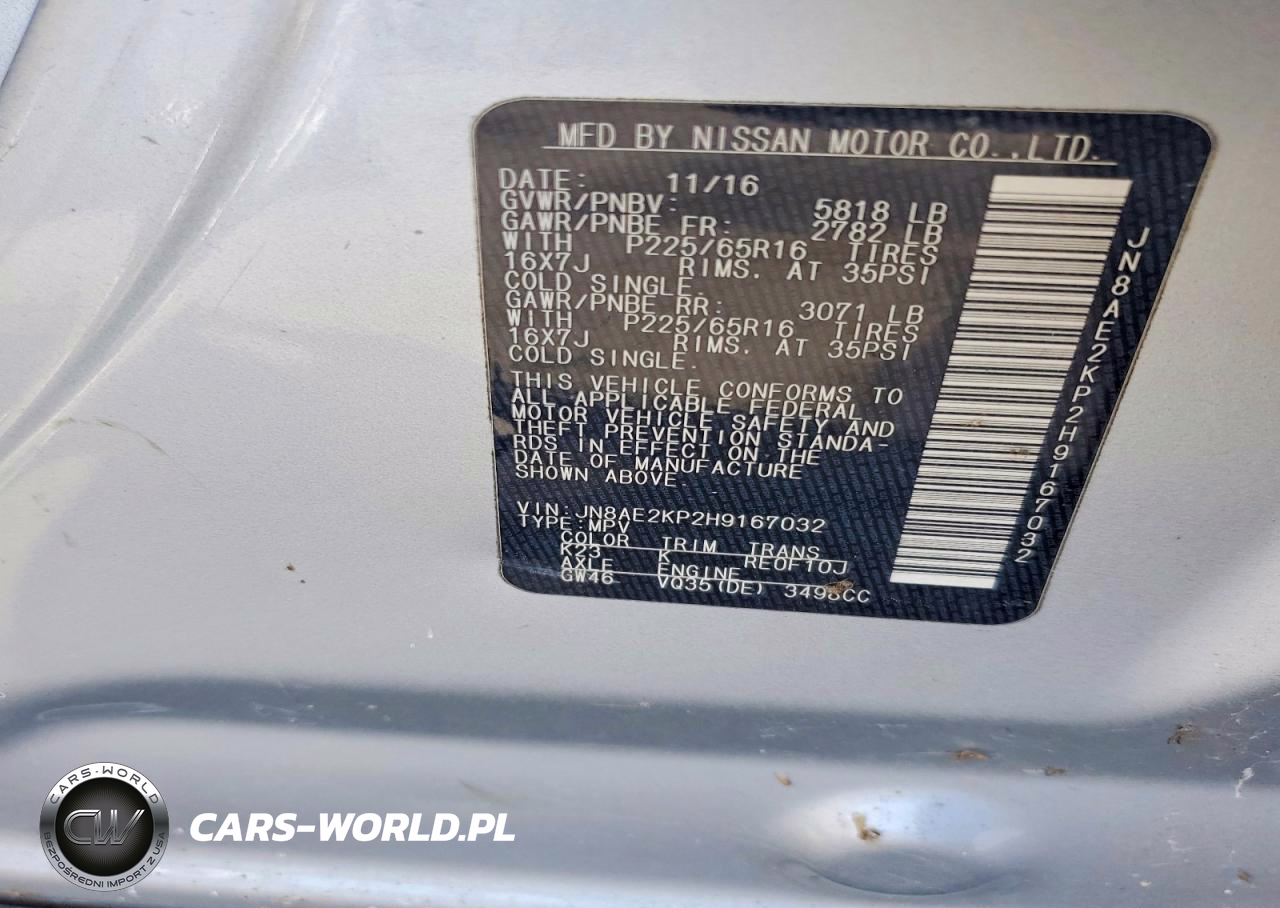 MFD BY NISSAN MOTOR CO.,LTD.
DATE: 11/16
GVWR/PNBV: 5818 LB
GAWR/PNBE FR: 2782 LB
WITH P225/65R16 TIRES
16X7J RIMS. AT 35PSI
COLD SINGLE.
GAWR/PNBE RR: 3071 LB
WITH P225/65R16 TIRES
16X7J RIMS. AT 35PSI
COLD SINGLE.
THIS VEHICLE CONFORMS TO
ALL APPLICABLE FEDERAL
MOTOR VEHICLE SAFETY AND
THEFT PREVENTION STANDA-
RDS IN EFFECT ON THE
DATE OF MANUFACTURE
SHOWN ABOVE.
VIN:JN8AE2KP2H9167032
TYPE:MPV
COLOR TRIM TRANS
K23 K RE0F10J
AXLE ENGINE
GW46 VQ35(DE) 3498CC
JN8AE2KP2H9167032
CARS-WORLD
CW
BEZPOŚREDNI IMPORT Z USA
CARS-WORLD.PL